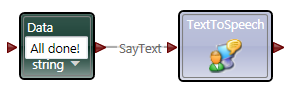 Data
All done!
string
SayText
TextToSpeech